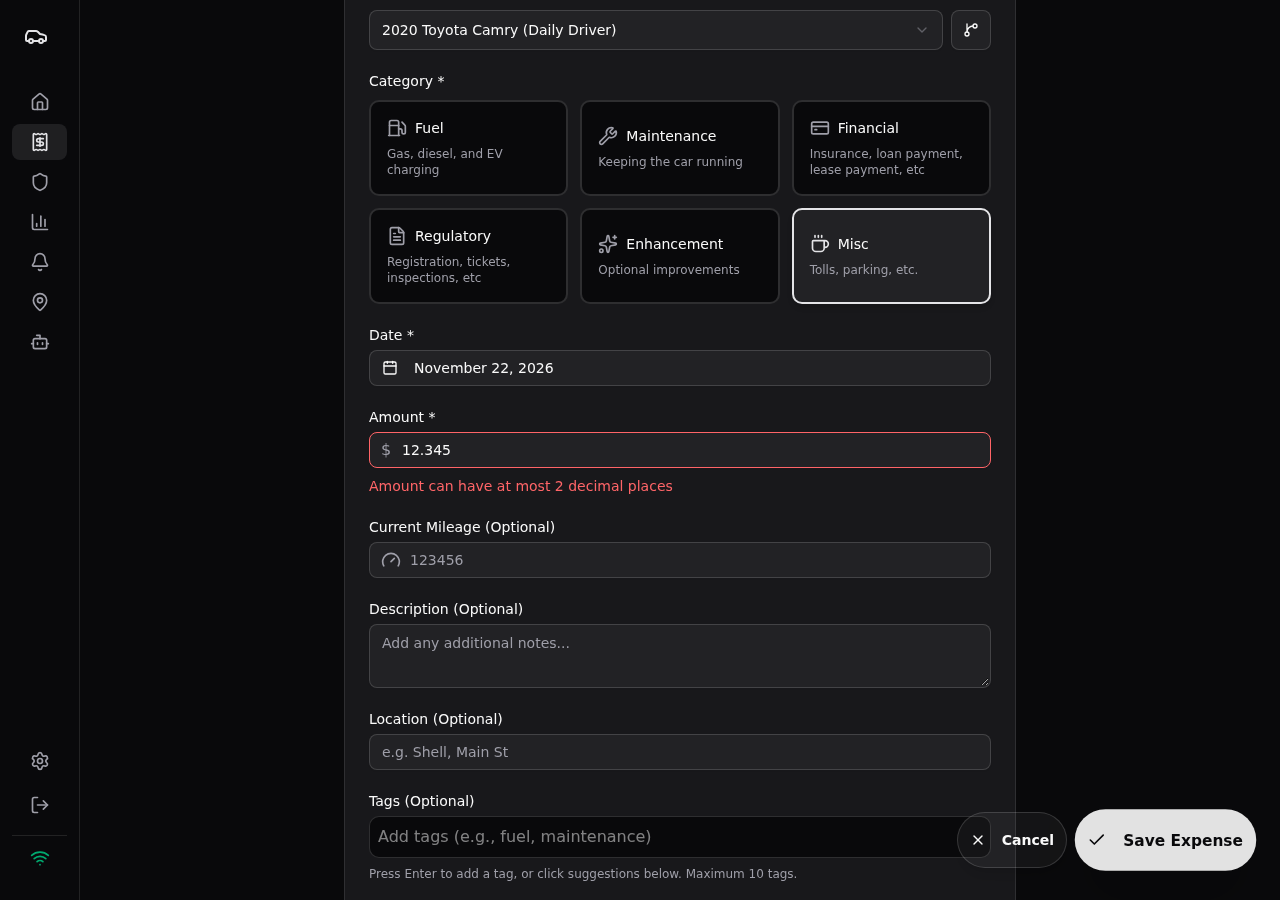 2020 Toyota Camry (Daily Driver)
Category *
Fuel
Gas, diesel, and EV
charging
Maintenance
Keeping the car running
Financial
Insurance, loan payment,
lease payment, etc
Regulatory
Registration, tickets,
inspections, etc
Enhancement
Optional improvements
Misc
Tolls, parking, etc.
Date *
November 22, 2026
Amount *
$ 12.345
Amount can have at most 2 decimal places
Current Mileage (Optional)
123456
Description (Optional)
Add any additional notes...
Location (Optional)
e.g. Shell, Main St
Tags (Optional)
Add tags (e.g., fuel, maintenance)
Press Enter to add a tag, or click suggestions below. Maximum 10 tags.
Cancel
Save Expense